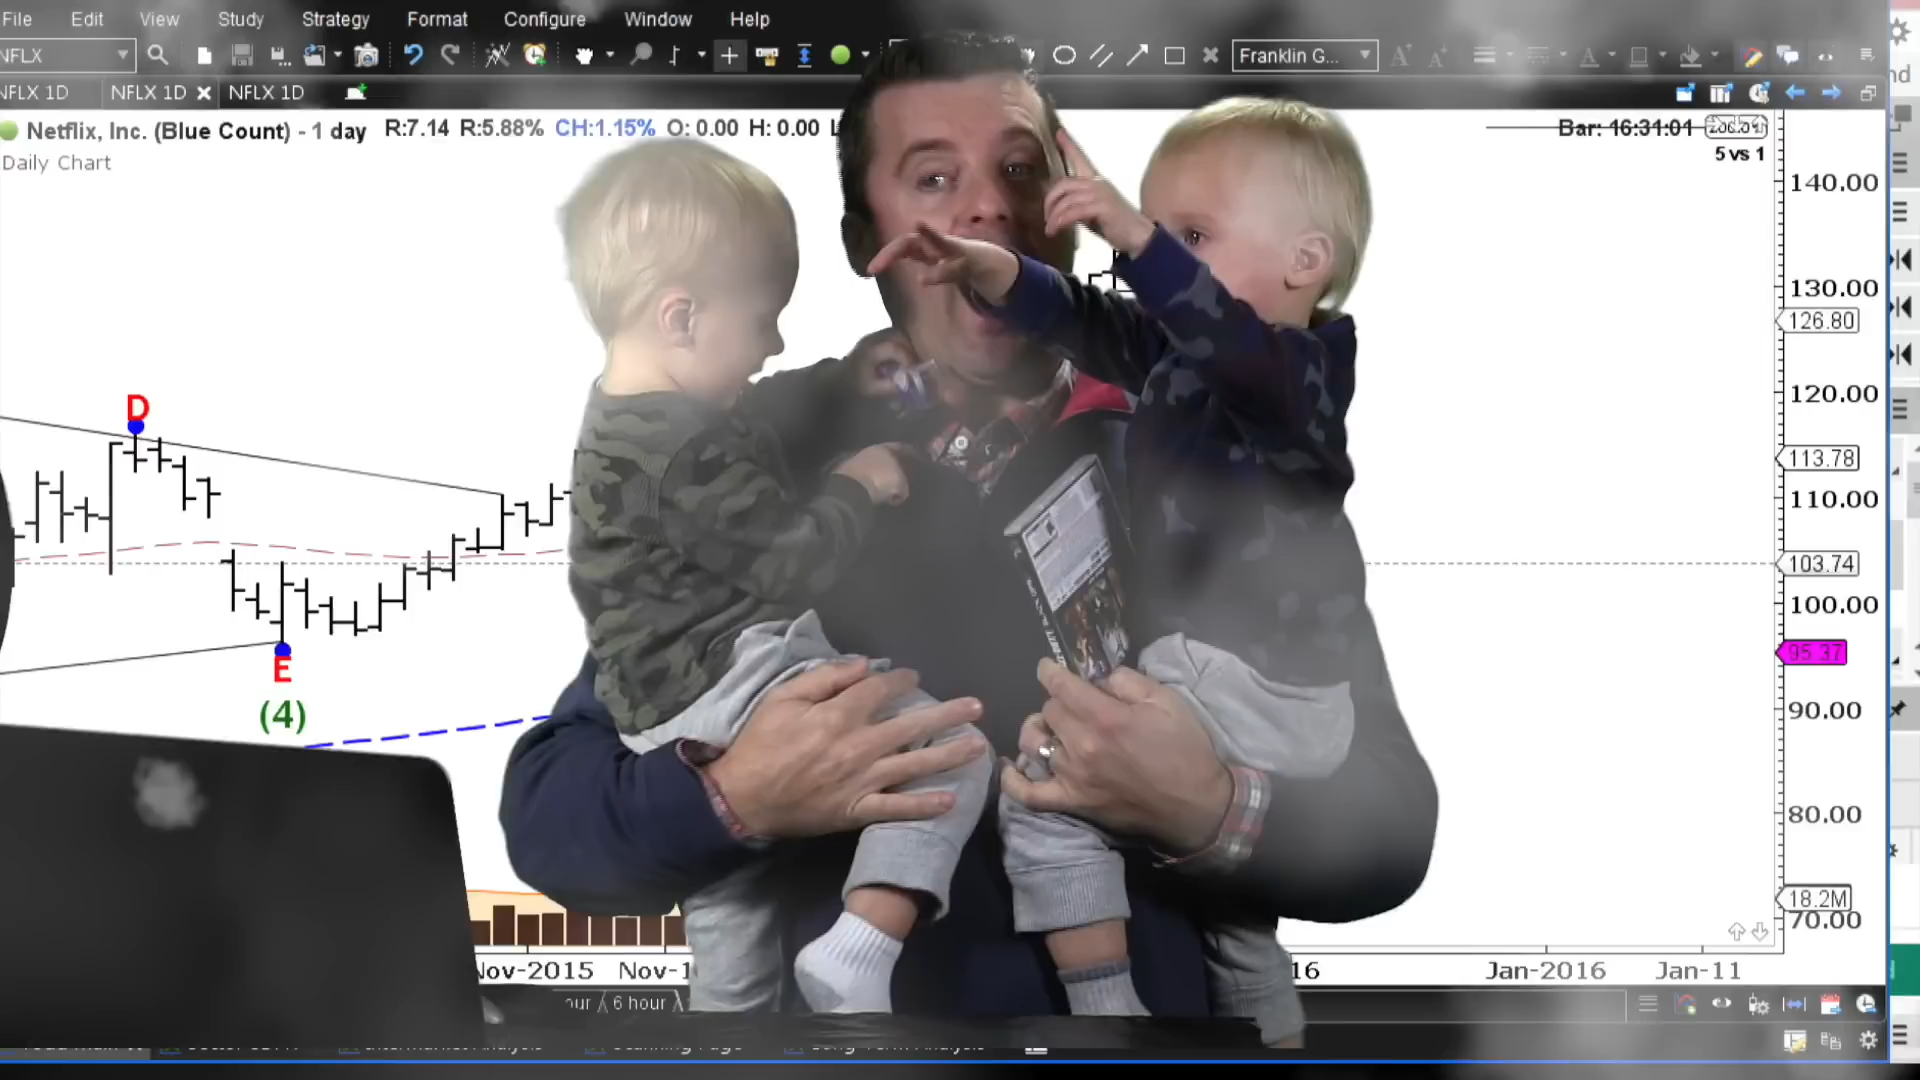 File Edit View Study Strategy Format Configure Window Help
NFLX
Franklin G...
NFLX 1D NFLX 1D NFLX 1D
Netflix, Inc. (Blue Count) - 1 day R:7.14 R:5.88% CH:1.15% O: 0.00 H: 0.00
Bar: 16:31:01
Daily Chart
5 vs 1
140.00
130.00
126.80
120.00
D
113.78
110.00
103.74
100.00
95.37
E
(4)
90.00
80.00
18.2M
70.00
Nov-2015
Jan-2016 Jan-11
6 hour